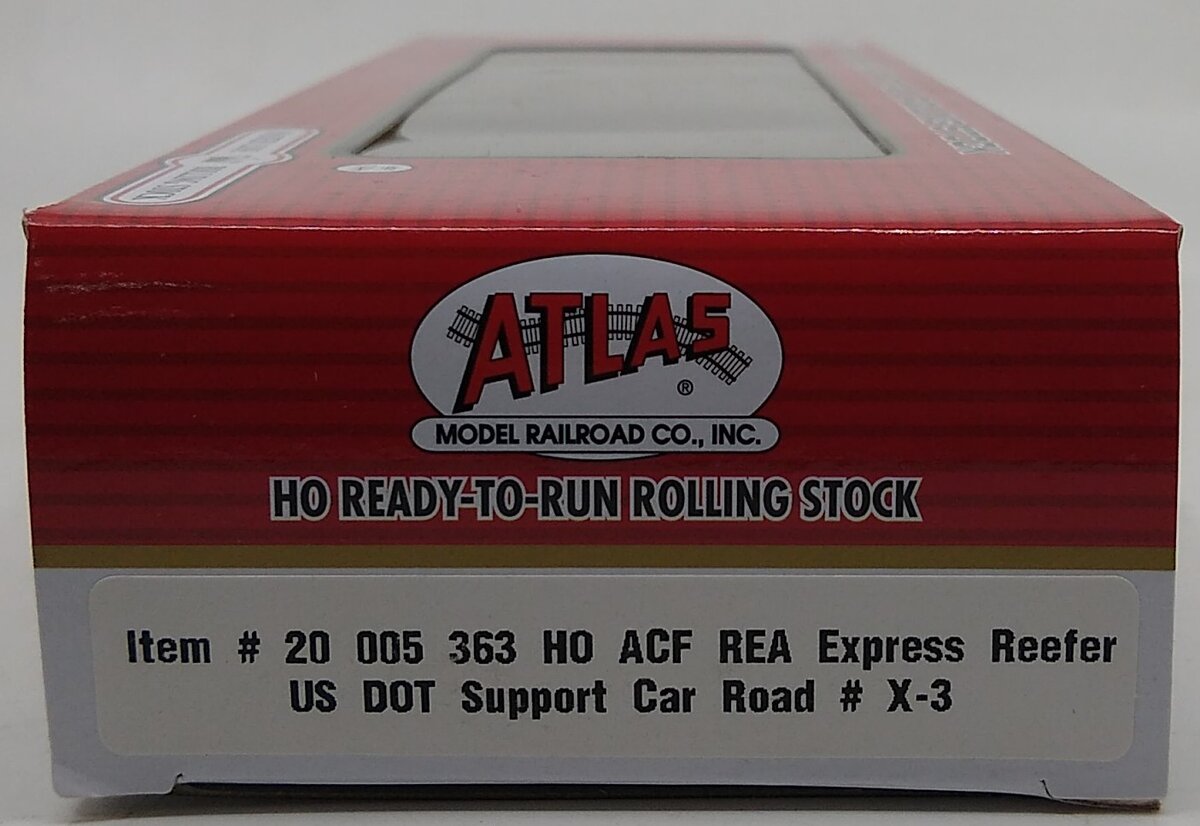 ATLAS
®
MODEL RAILROAD CO., INC.
HO READY-TO-RUN ROLLING STOCK
Item # 20 005 363 HO ACF REA Express Reefer
US DOT Support Car Road # X-3